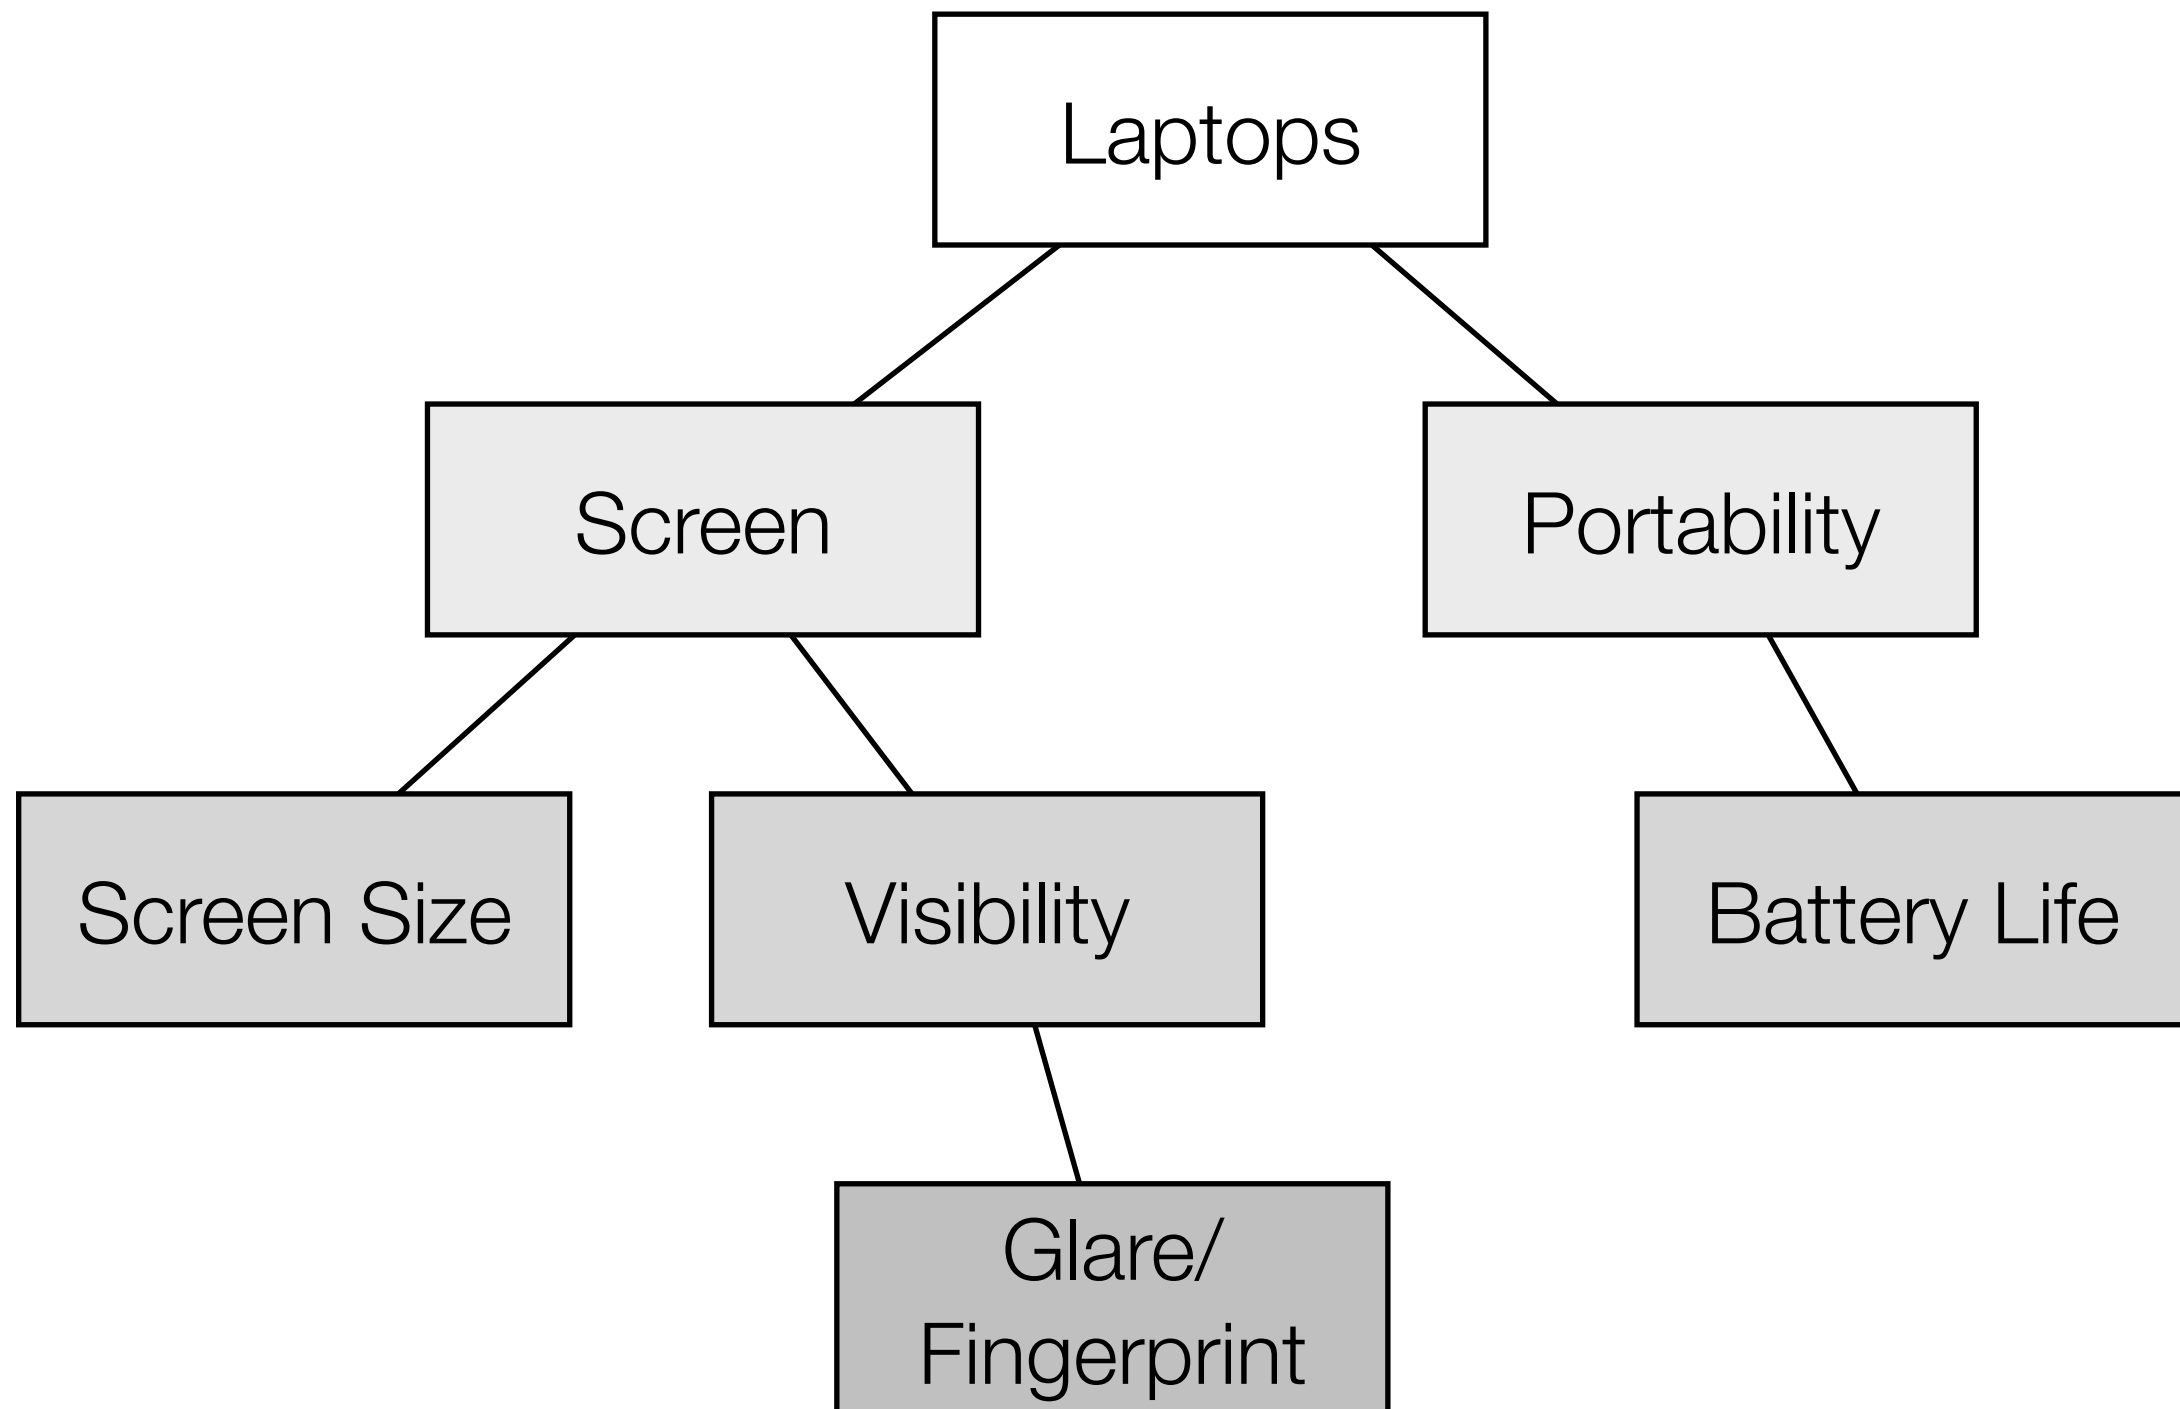 Laptops
Screen
Portability
Screen Size
Visibility
Battery Life
Glare/
Fingerprint